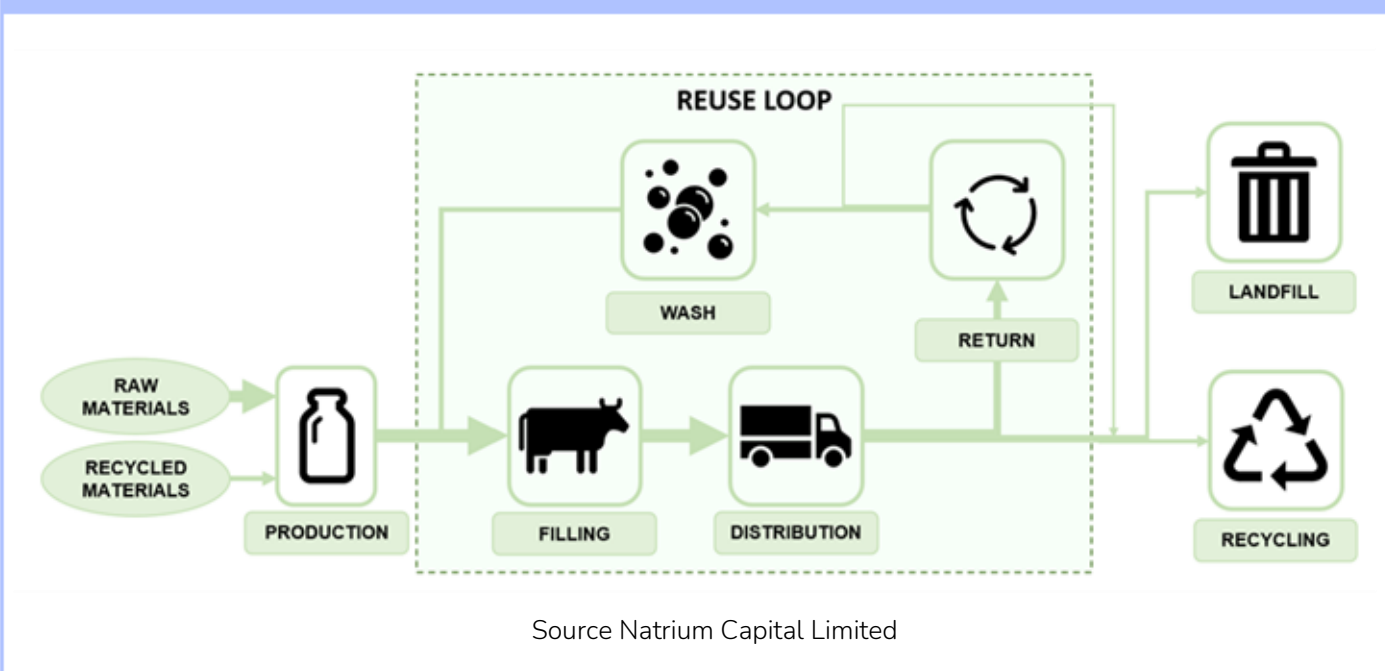 REUSE LOOP
WASH
LANDFILL
RETURN
RAW
MATERIALS
RECYCLED
MATERIALS
PRODUCTION
FILLING
DISTRIBUTION
RECYCLING
Source Natrium Capital Limited